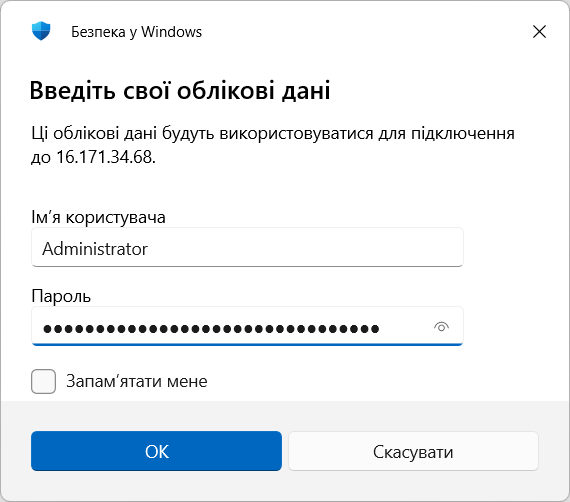 Безпека у Windows
Введіть свої облікові дані
Ці облікові дані будуть використовуватися для підключення
до 16.171.34.68.
Ім’я користувача
Administrator
Пароль
●●●●●●●●●●●●●●●●●●●●●●●●●●●●●●●●
Запам’ятати мене
ОК
Скасувати